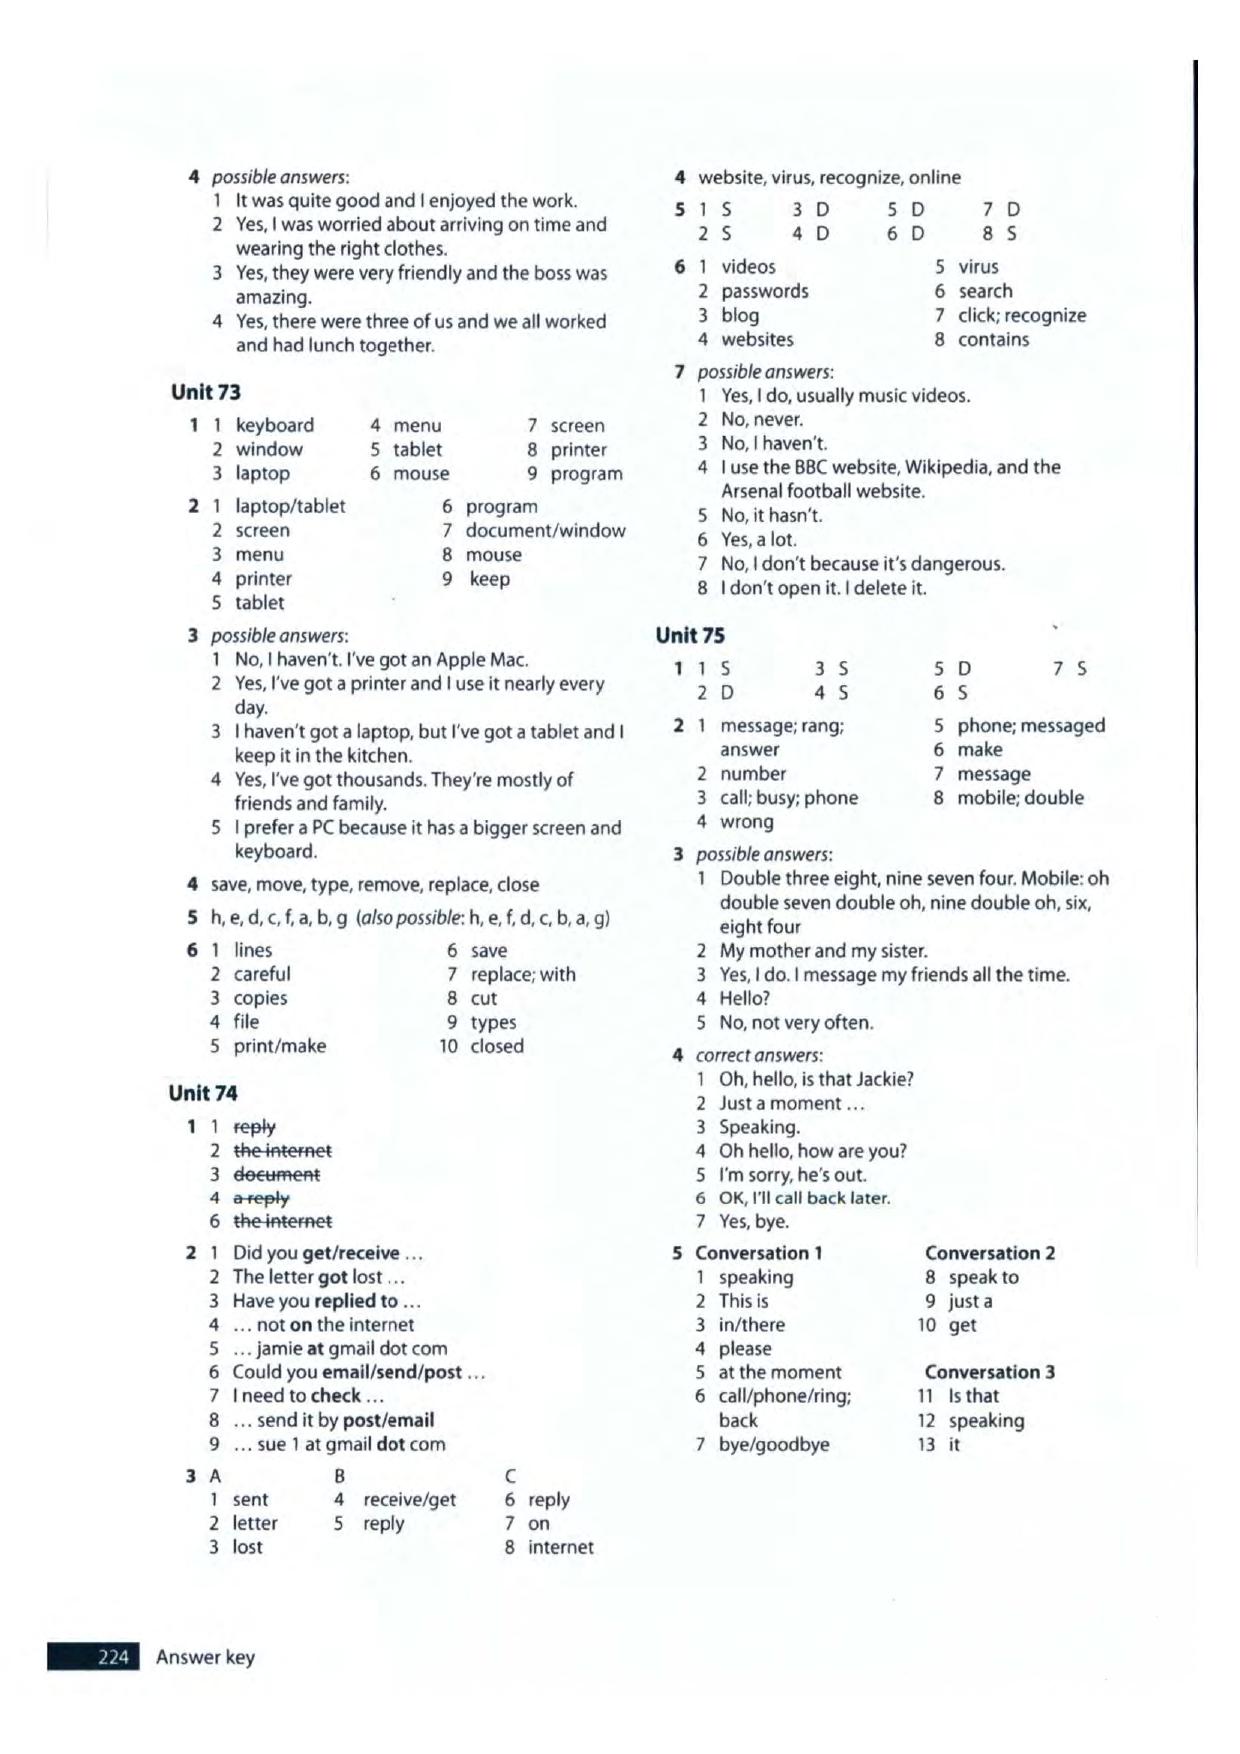 4 possible answers:
1 It was quite good and I enjoyed the work.
2 Yes, I was worried about arriving on time and
wearing the right clothes.
3 Yes, they were very friendly and the boss was
amazing.
4 Yes, there were three of us and we all worked
and had lunch together.
Unit 73
1 1 keyboard 4 menu 7 screen
2 window 5 tablet 8 printer
3 laptop 6 mouse 9 program
2 1 laptop/tablet 6 program
2 screen 7 document/window
3 menu 8 mouse
4 printer 9 keep
5 tablet
3 possible answers:
1 No, I haven't. I've got an Apple Mac.
2 Yes, I've got a printer and I use it nearly every
day.
3 I haven't got a laptop, but I've got a tablet and I
keep it in the kitchen.
4 Yes, I've got thousands. They're mostly of
friends and family.
5 I prefer a PC because it has a bigger screen and
keyboard.
4 save, move, type, remove, replace, close
5 h, e, d, c, f, a, b, g (also possible: h, e, f, d, c, b, a, g)
6 1 lines 6 save
2 careful 7 replace; with
3 copies 8 cut
4 file 9 types
5 print/make 10 closed
Unit 74
1 1 reply
2 the internet
3 document
4 a reply
6 the internet
2 1 Did you get/receive ...
2 The letter got lost ...
3 Have you replied to ...
4 ... not on the internet
5 ... jamie at gmail dot com
6 Could you email/send/post ...
7 I need to check ...
8 ... send it by post/email
9 ... sue 1 at gmail dot com
3 A B C
1 sent 4 receive/get 6 reply
2 letter 5 reply 7 on
3 lost 8 internet
4 website, virus, recognize, online
5 1 S 3 D 5 D 7 D
2 S 4 D 6 D 8 S
6 1 videos 5 virus
2 passwords 6 search
3 blog 7 click; recognize
4 websites 8 contains
7 possible answers:
1 Yes, I do, usually music videos.
2 No, never.
3 No, I haven't.
4 I use the BBC website, Wikipedia, and the
Arsenal football website.
5 No, it hasn't.
6 Yes, a lot.
7 No, I don't because it's dangerous.
8 I don't open it. I delete it.
Unit 75
1 1 S 3 S 5 D 7 S
2 D 4 S 6 S
2 1 message; rang; 5 phone; messaged
answer 6 make
2 number 7 message
3 call; busy; phone 8 mobile; double
4 wrong
3 possible answers:
1 Double three eight, nine seven four. Mobile: oh
double seven double oh, nine double oh, six,
eight four
2 My mother and my sister.
3 Yes, I do. I message my friends all the time.
4 Hello?
5 No, not very often.
4 correct answers:
1 Oh, hello, is that Jackie?
2 Just a moment ...
3 Speaking.
4 Oh hello, how are you?
5 I'm sorry, he's out.
6 OK, I'll call back later.
7 Yes, bye.
5 Conversation 1 Conversation 2
1 speaking 8 speak to
2 This is 9 just a
3 in/there 10 get
4 please
5 at the moment Conversation 3
6 call/phone/ring; 11 Is that
back 12 speaking
7 bye/goodbye 13 it
224 Answer key